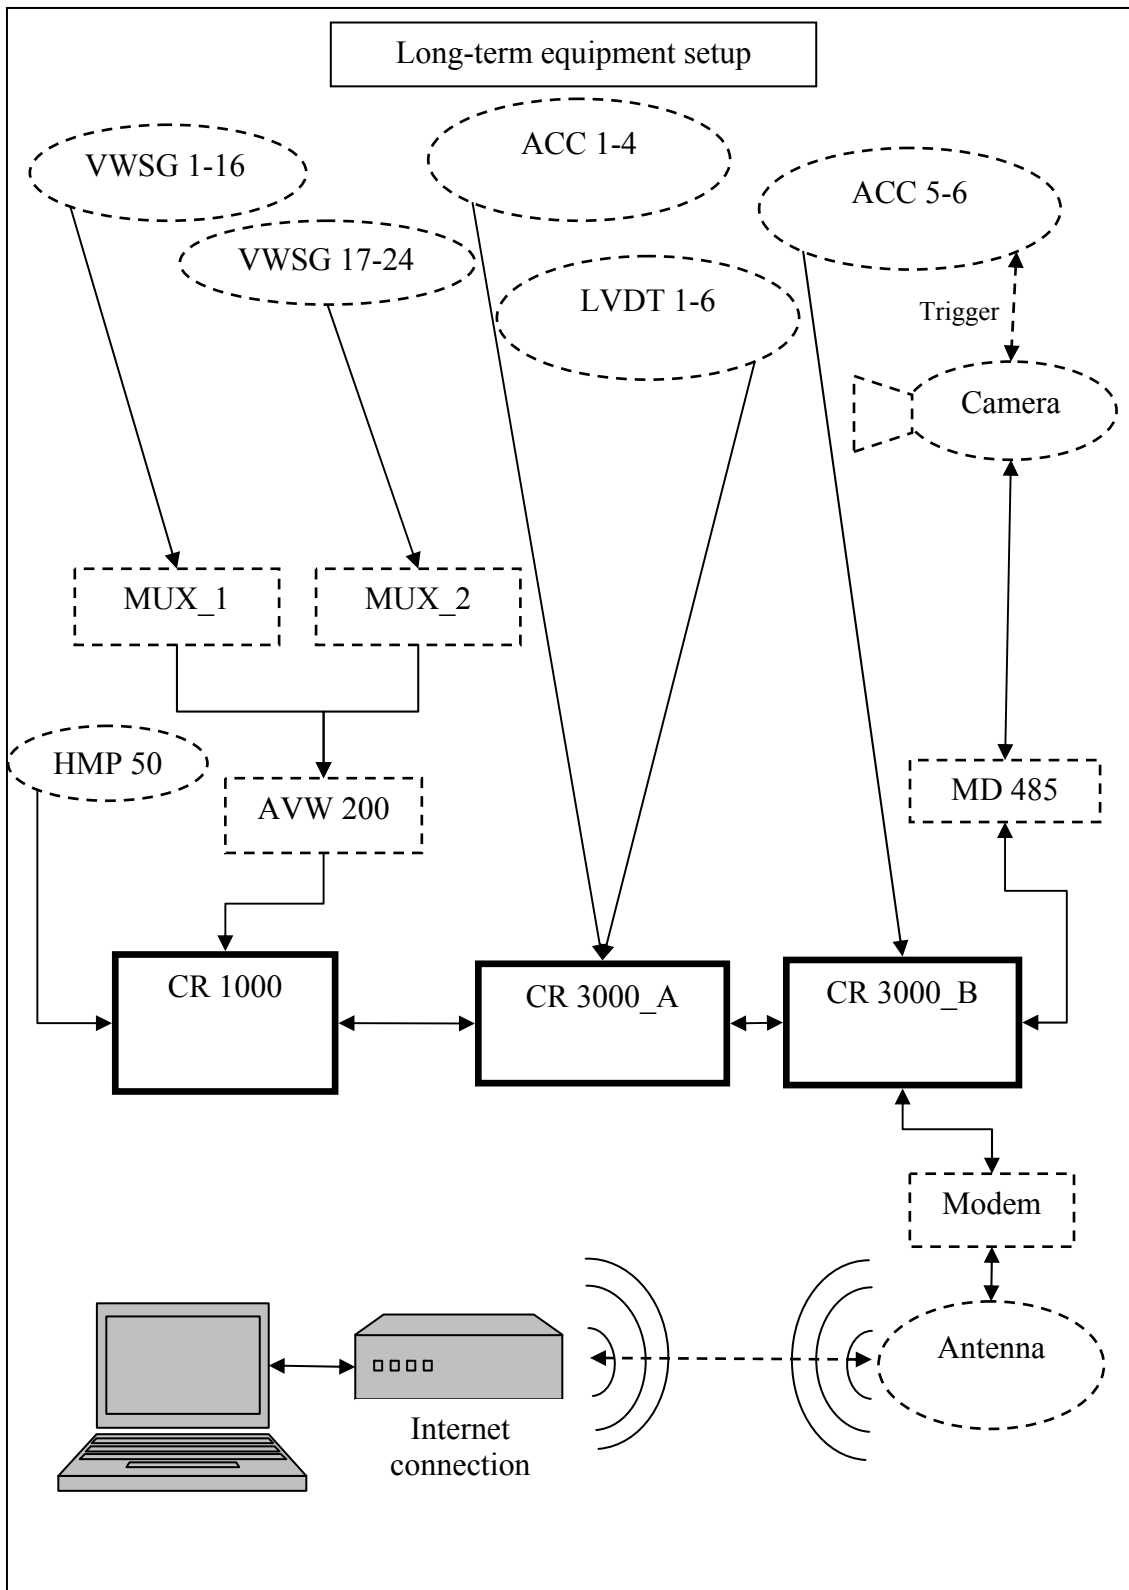 Long-term equipment setup
VWSG 1-16
ACC 1-4
ACC 5-6
VWSG 17-24
LVDT 1-6
Trigger
Camera
MUX_1
MUX_2
HMP 50
AVW 200
MD 485
CR 1000
CR 3000_A
CR 3000_B
Modem
Antenna
Internet
connection